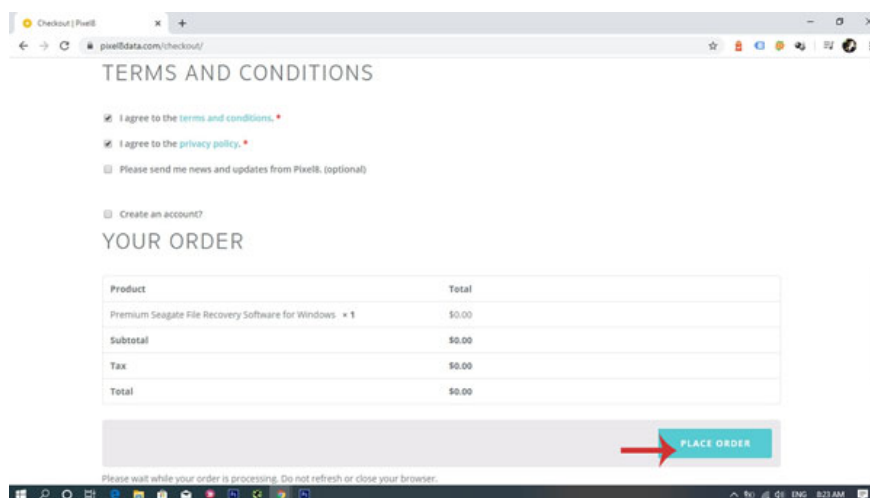 Checkout | Pixel8
pixel8data.com/checkout/
TERMS AND CONDITIONS
I agree to the terms and conditions. *
I agree to the privacy policy. *
Please send me news and updates from Pixel8. (optional)
Create an account?
YOUR ORDER
Product Total
Premium Seagate File Recovery Software for Windows × 1 $0.00
Subtotal $0.00
Tax $0.00
Total $0.00
PLACE ORDER
Please wait while your order is processing. Do not refresh or close your browser.
ENG 8:23 AM